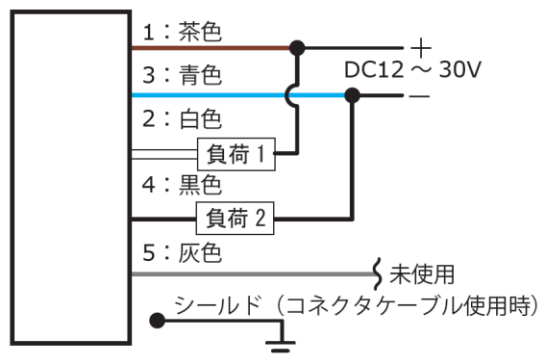 1：茶色
＋
DC12 ～ 30V
3：青色
－
2：白色
負荷 1
4：黒色
負荷 2
5：灰色
未使用
シールド（コネクタケーブル使用時）